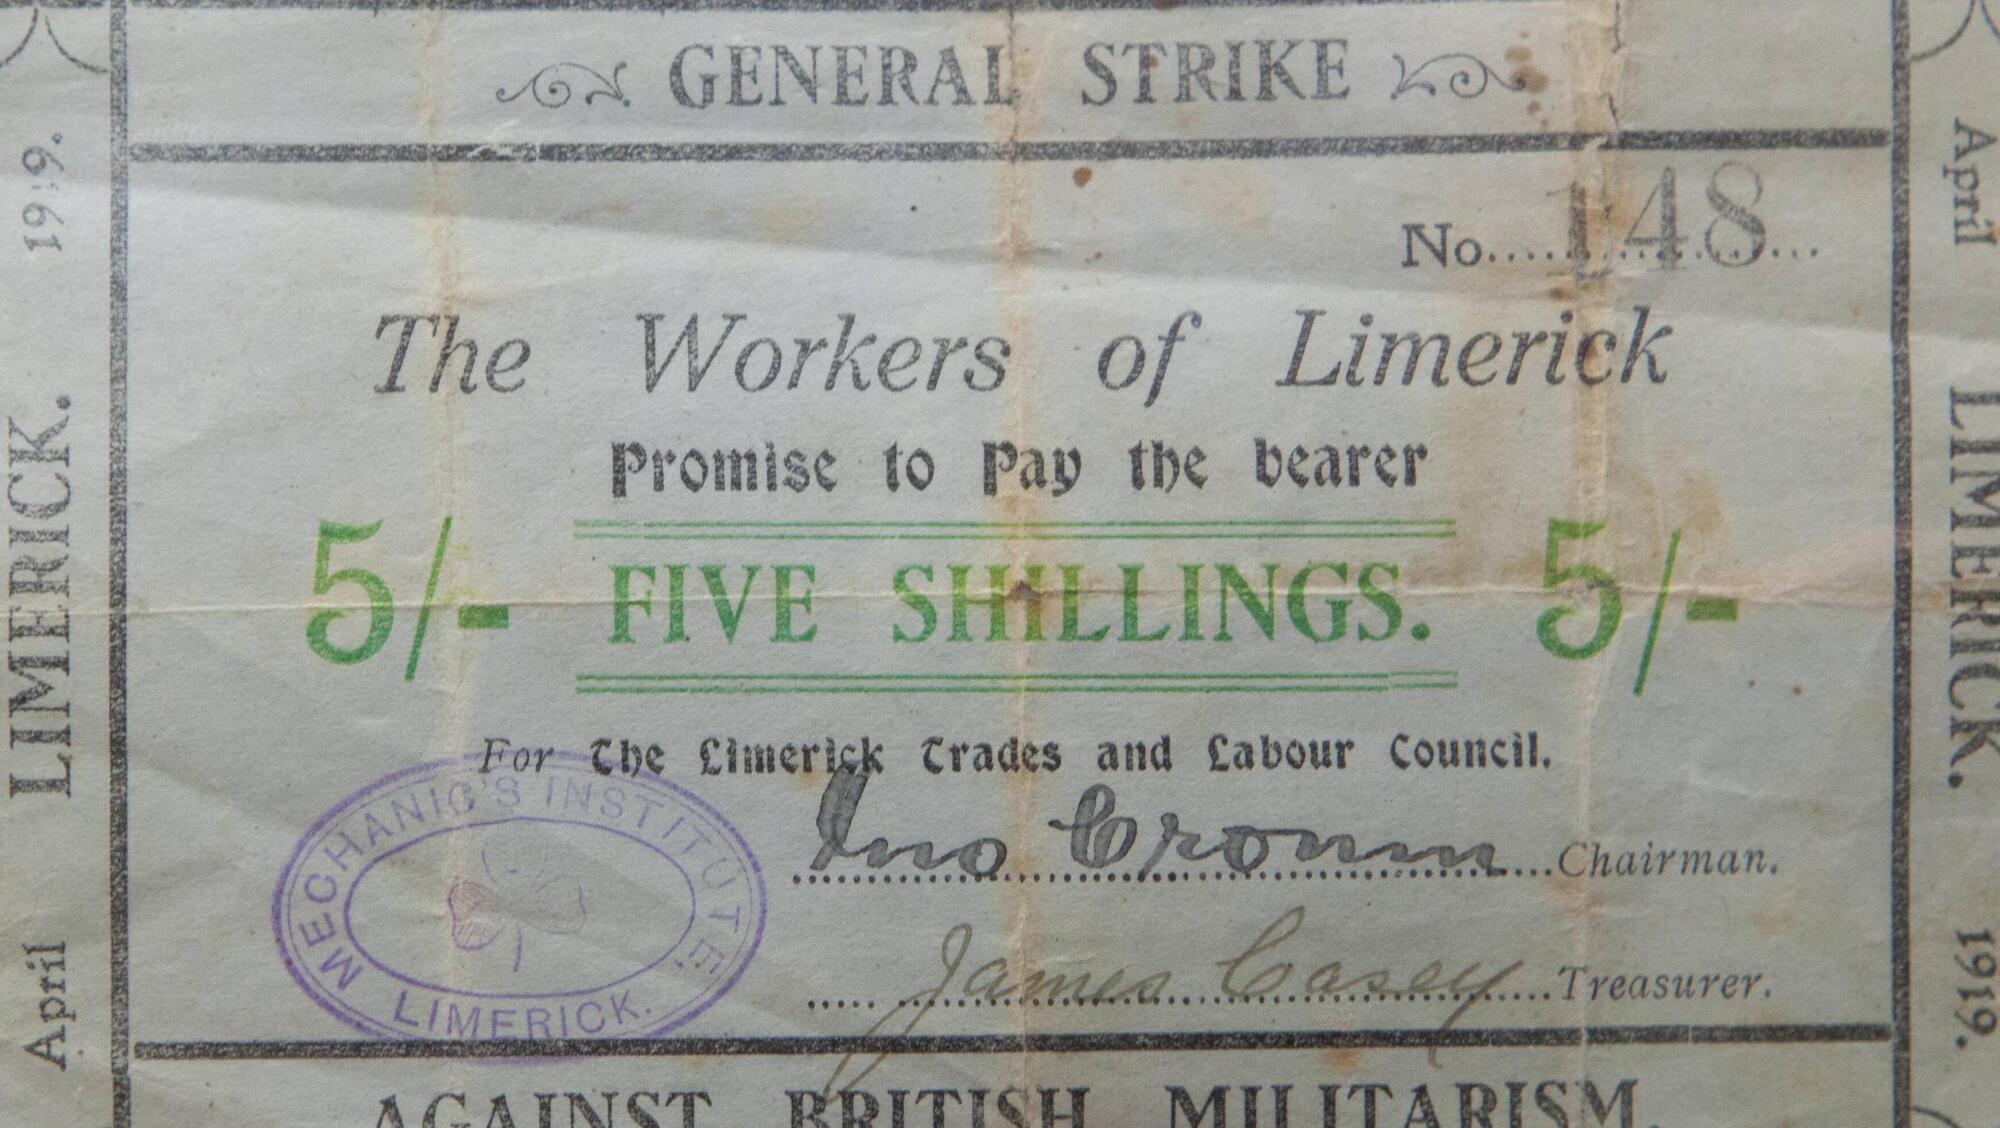 GENERAL STRIKE
No....148...
The Workers of Limerick
Promise to Pay the bearer
5/- FIVE SHILLINGS. 5/-
For The Limerick Trades and Labour Council.
Jno Cronin Chairman.
James Casey Treasurer.
MECHANIC'S INSTITUTE,
LIMERICK.
AGAINST BRITISH MILITARISM.
April LIMERICK. 1919.
April LIMERICK. 1919.